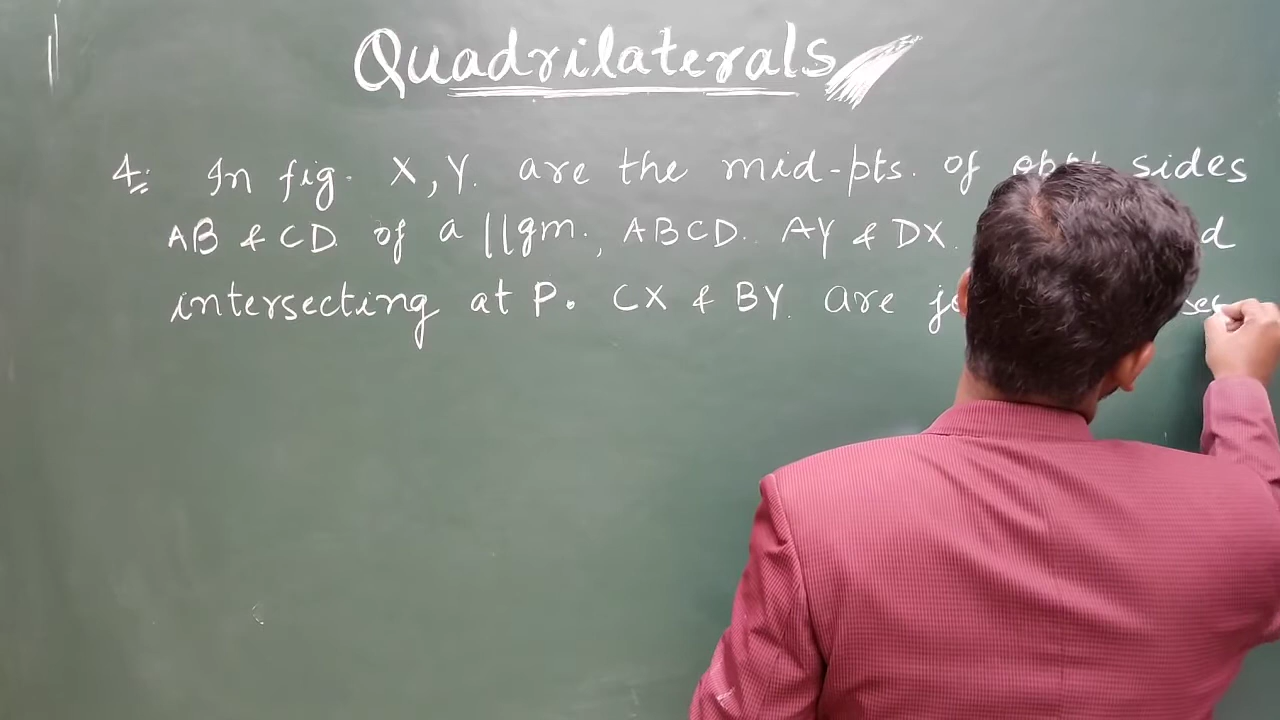 Quadrilaterals
4. In fig. X, Y. are the mid-pts. of sides
AB & CD. of a ||gm., ABCD. AY & DX.
intersecting at P. CX & BY. are